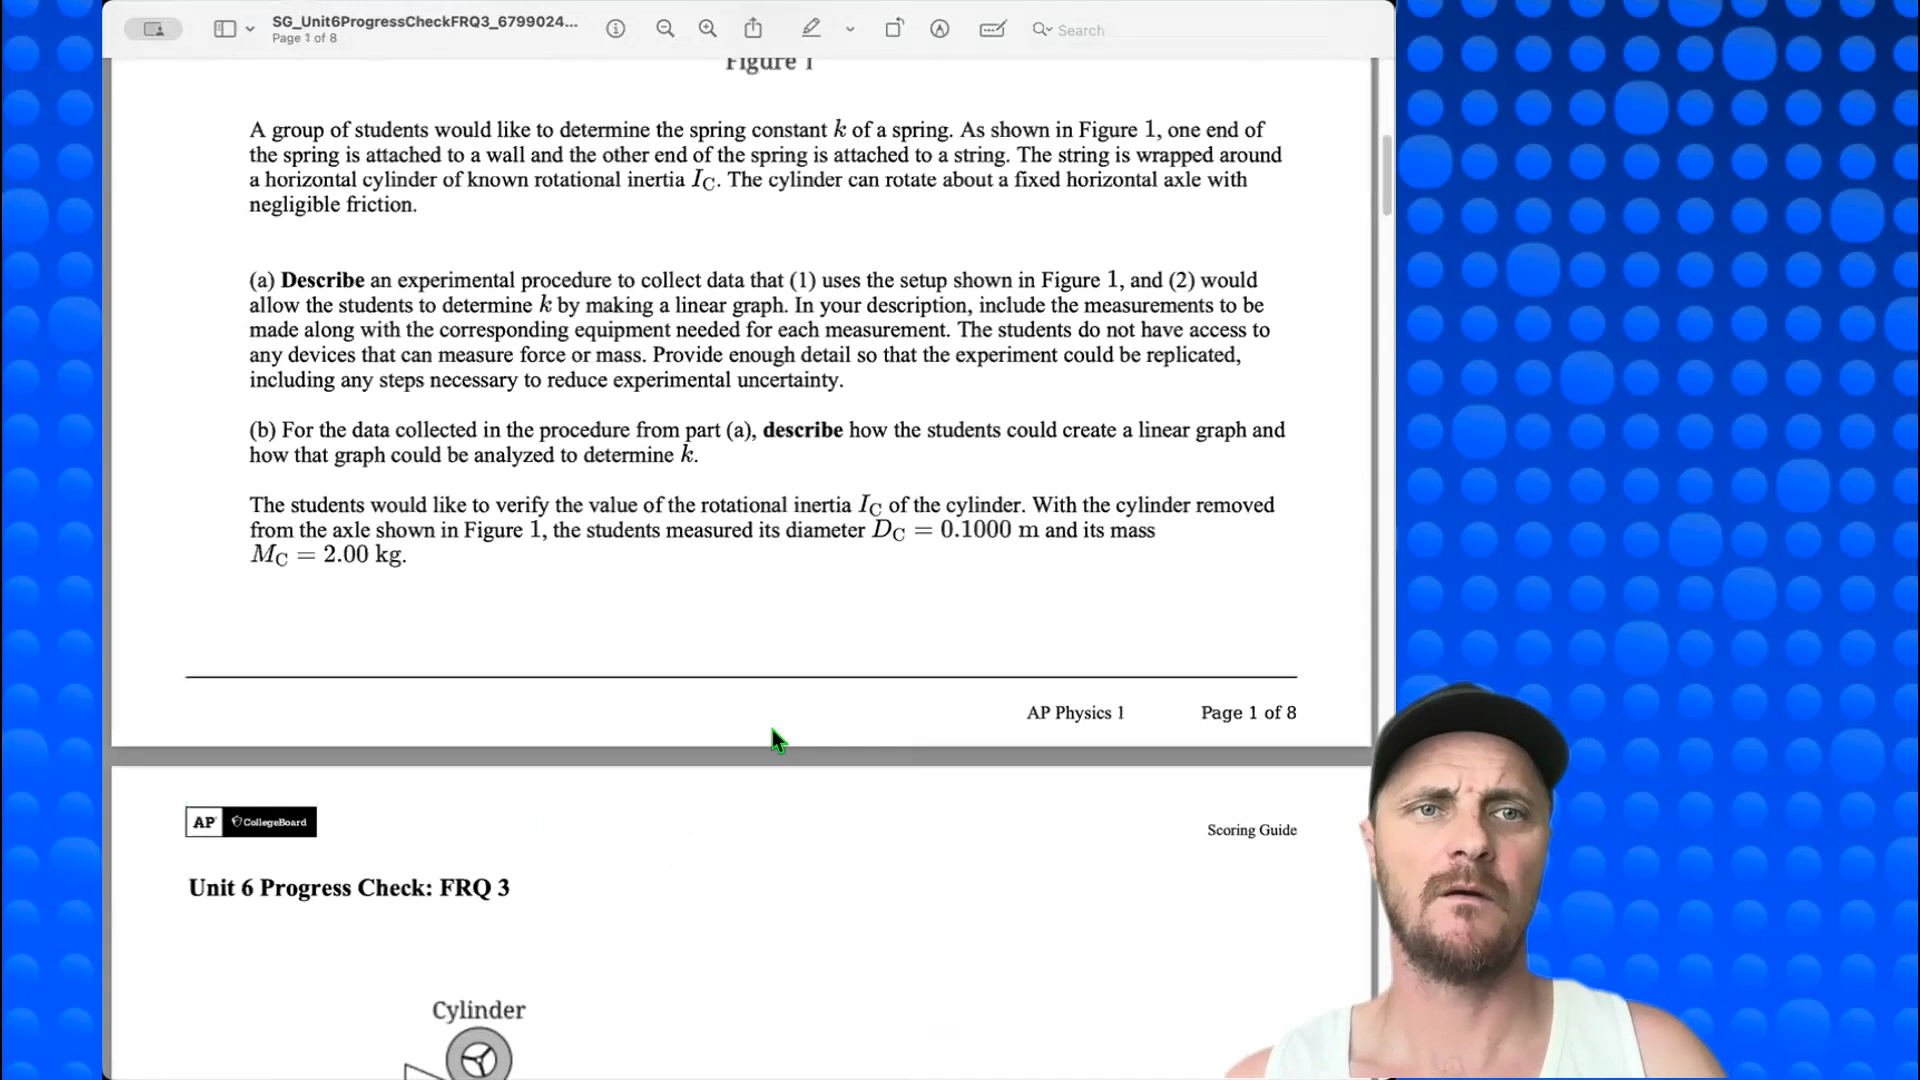 SG_Unit6ProgressCheckFRQ3_6799024...
Page 1 of 8
Search
Figure 1
A group of students would like to determine the spring constant k of a spring. As shown in Figure 1, one end of
the spring is attached to a wall and the other end of the spring is attached to a string. The string is wrapped around
a horizontal cylinder of known rotational inertia I_C. The cylinder can rotate about a fixed horizontal axle with
negligible friction.
(a) Describe an experimental procedure to collect data that (1) uses the setup shown in Figure 1, and (2) would
allow the students to determine k by making a linear graph. In your description, include the measurements to be
made along with the corresponding equipment needed for each measurement. The students do not have access to
any devices that can measure force or mass. Provide enough detail so that the experiment could be replicated,
including any steps necessary to reduce experimental uncertainty.
(b) For the data collected in the procedure from part (a), describe how the students could create a linear graph and
how that graph could be analyzed to determine k.
The students would like to verify the value of the rotational inertia I_C of the cylinder. With the cylinder removed
from the axle shown in Figure 1, the students measured its diameter D_C = 0.1000 m and its mass
M_C = 2.00 kg.
AP Physics 1 Page 1 of 8
AP CollegeBoard
Scoring Guide
Unit 6 Progress Check: FRQ 3
Cylinder